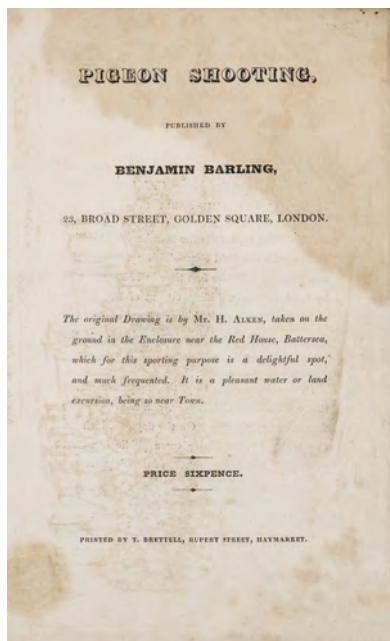 PIGEON SHOOTING,
PUBLISHED BY
BENJAMIN BARLING,
23, BROAD STREET, GOLDEN SQUARE, LONDON.
The original Drawing is by MR. H. ALKEN, taken on the
ground in the Enclosure near the Red House, Battersea,
which for this sporting purpose is a delightful spot,
and much frequented. It is a pleasant water or land
excursion, being so near Town.
PRICE SIXPENCE.
PRINTED BY T. BRETTELL, RUPERT STREET, HAYMARKET.